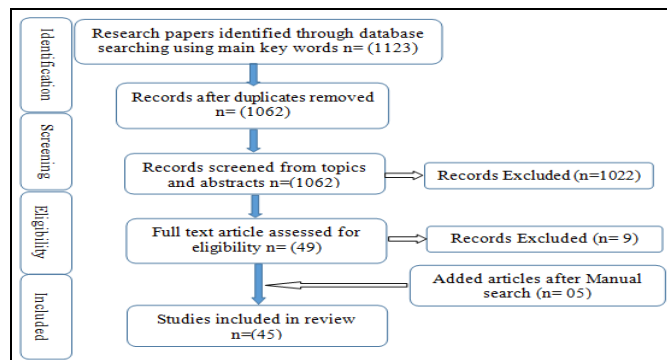 Identification
Research papers identified through database
searching using main key words n= (1123)
Records after duplicates removed
n= (1062)
Screening
Records screened from topics
and abstracts n=(1062)
Records Excluded (n=1022)
Eligibility
Full text article assessed for
eligibility n= (49)
Records Excluded (n= 9)
Included
Added articles after Manual
search (n= 05)
Studies included in review
n=(45)